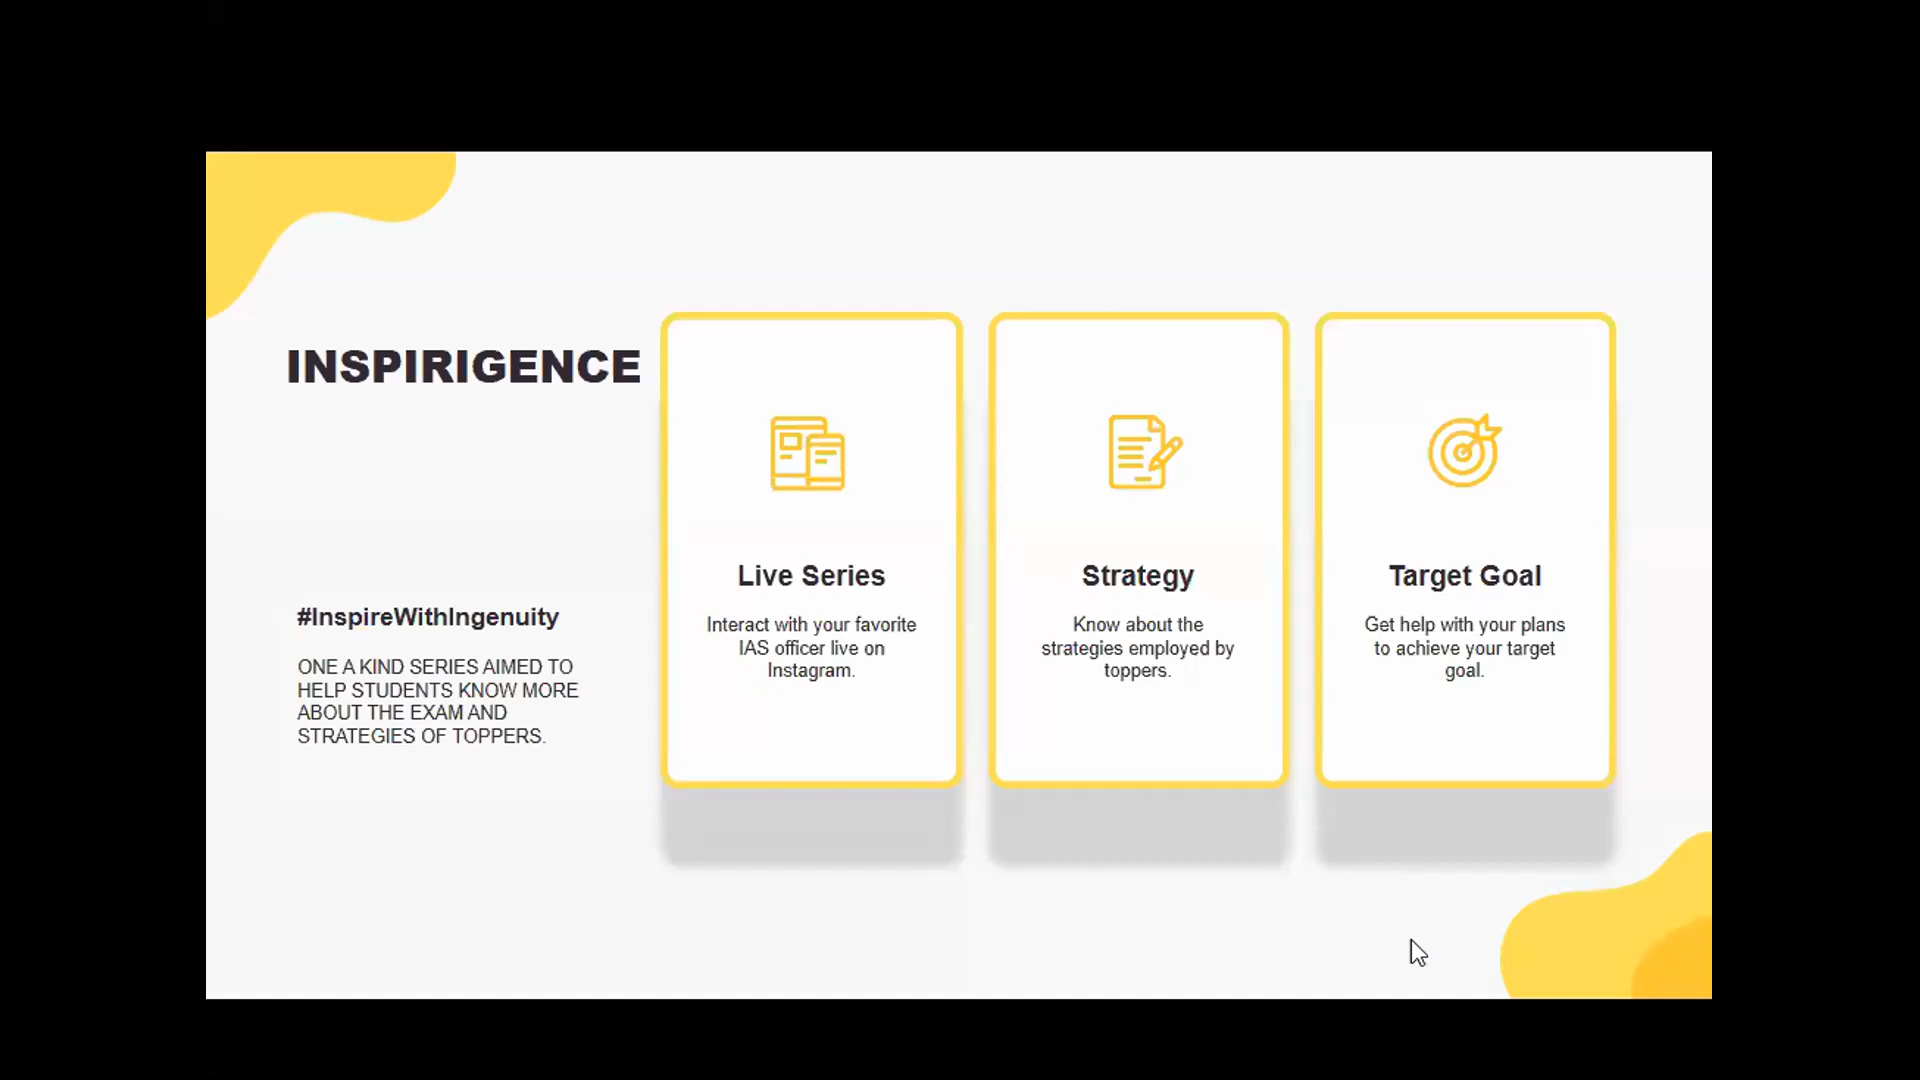 INSPIRIGENCE
#InspireWithIngenuity
ONE A KIND SERIES AIMED TO
HELP STUDENTS KNOW MORE
ABOUT THE EXAM AND
STRATEGIES OF TOPPERS.
Live Series
Interact with your favorite
IAS officer live on
Instagram.
Strategy
Know about the
strategies employed by
toppers.
Target Goal
Get help with your plans
to achieve your target
goal.